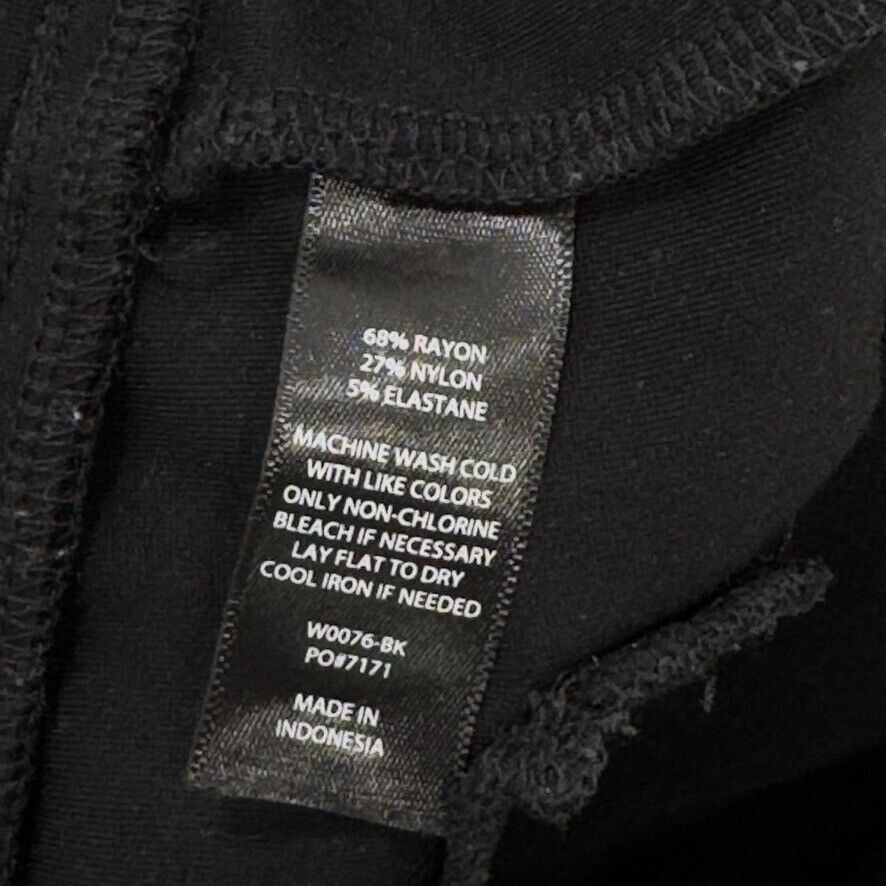 68% RAYON
27% NYLON
5% ELASTANE
MACHINE WASH COLD
WITH LIKE COLORS
ONLY NON-CHLORINE
BLEACH IF NECESSARY
LAY FLAT TO DRY
COOL IRON IF NEEDED
W0076-BK
PO#7171
MADE IN
INDONESIA